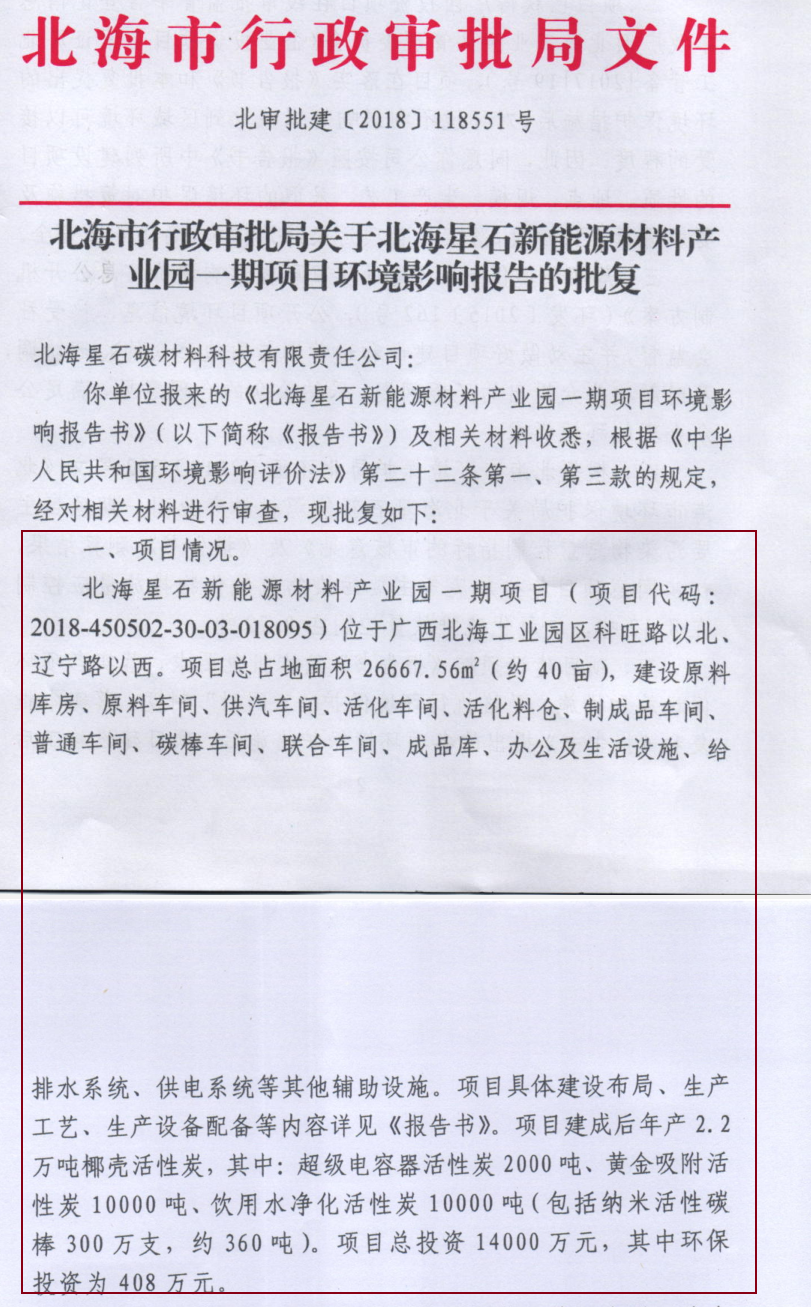 北海市行政审批局文件
北审批建〔2018〕118551号
北海市行政审批局关于北海星石新能源材料产
业园一期项目环境影响报告的批复
北海星石碳材料科技有限责任公司：
你单位报来的《北海星石新能源材料产业园一期项目环境影
响报告书》（以下简称《报告书》）及相关材料收悉，根据《中华
人民共和国环境影响评价法》第二十二条第一、第三款的规定，
经对相关材料进行审查，现批复如下：
一、项目情况。
北海星石新能源材料产业园一期项目（项目代码：
2018-450502-30-03-018095）位于广西北海工业园区科旺路以北、
辽宁路以西。项目总占地面积26667.56㎡（约40亩），建设原料
库房、原料车间、供汽车间、活化车间、活化料仓、制成品车间、
普通车间、碳棒车间、联合车间、成品库、办公及生活设施、给
排水系统、供电系统等其他辅助设施。项目具体建设布局、生产
工艺、生产设备配备等内容详见《报告书》。项目建成后年产2.2
万吨椰壳活性炭，其中：超级电容器活性炭2000吨、黄金吸附活
性炭10000吨、饮用水净化活性炭10000吨（包括纳米活性碳
棒300万支，约360吨）。项目总投资14000万元，其中环保
投资为408万元。